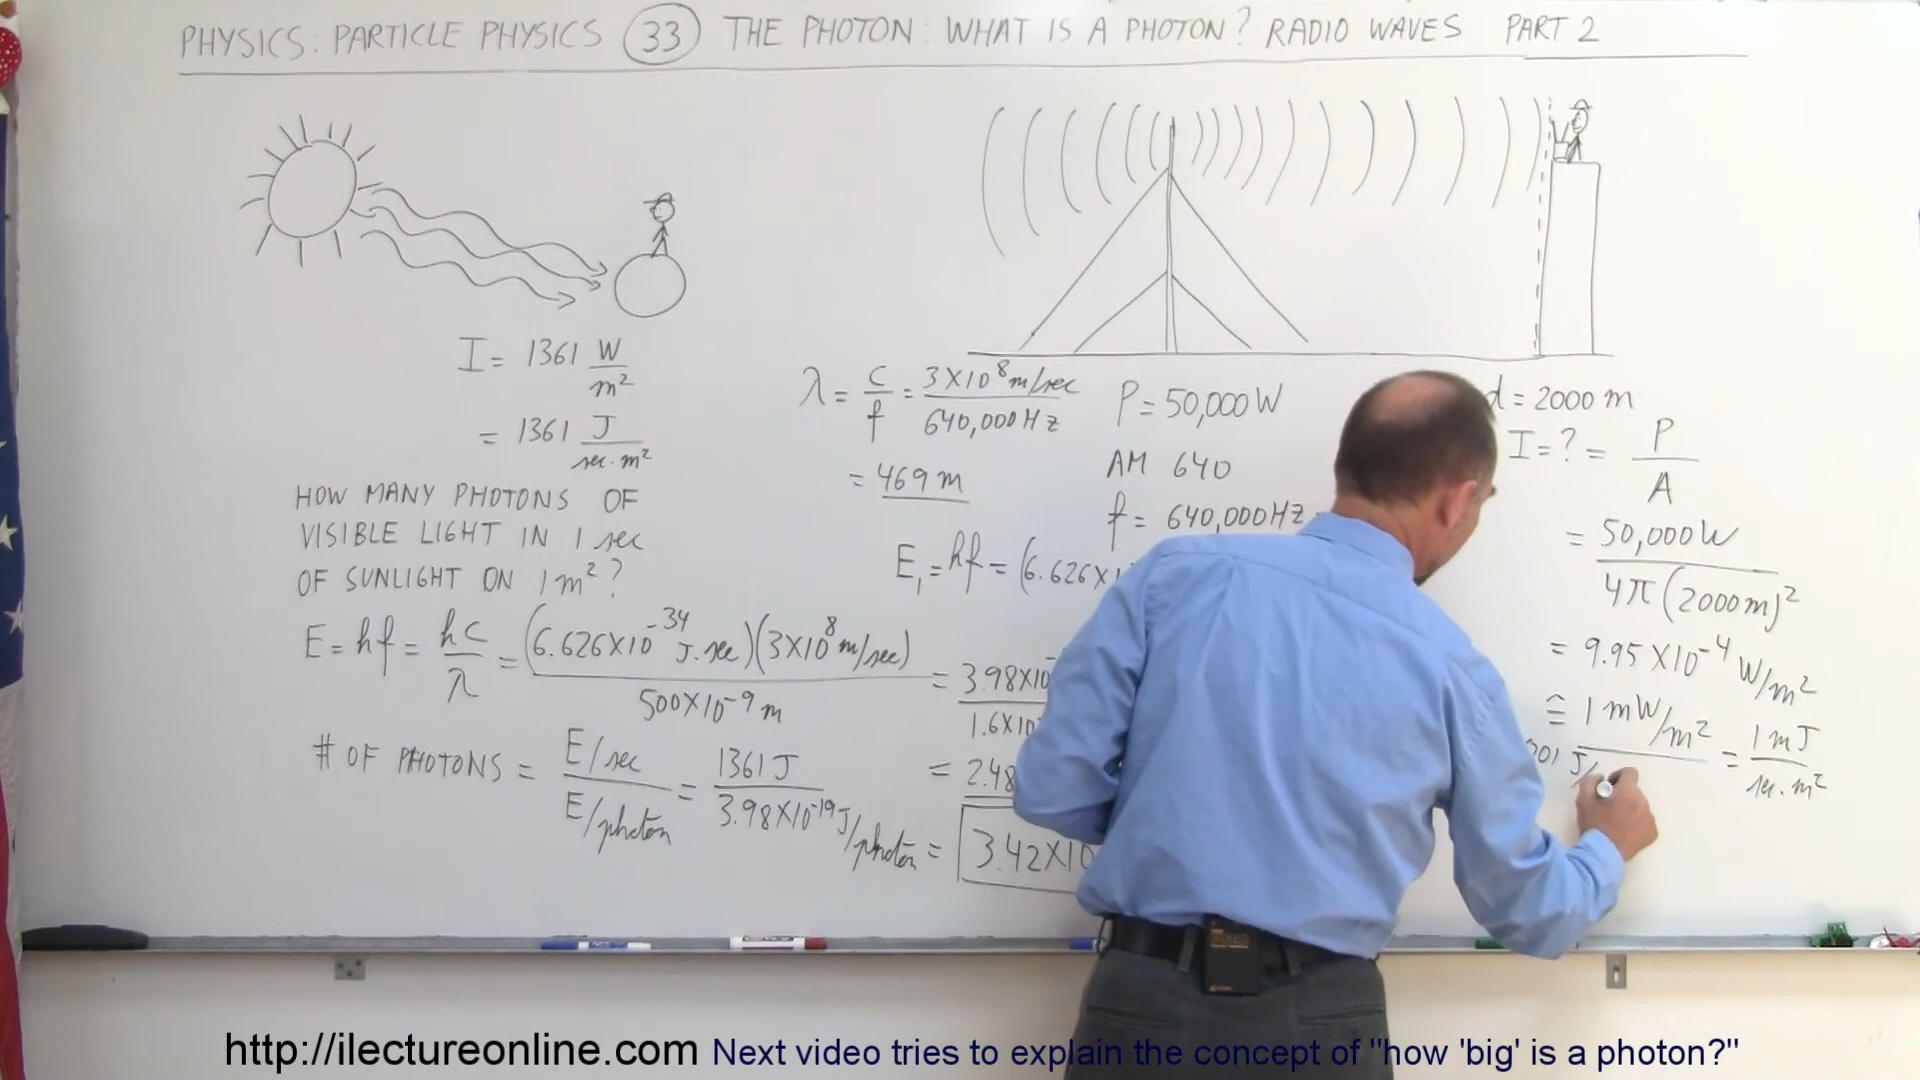 PHYSICS: PARTICLE PHYSICS 33 THE PHOTON: WHAT IS A PHOTON? RADIO WAVES PART 2
I = 1361 W/m²
= 1361 J/sec·m²
HOW MANY PHOTONS OF
VISIBLE LIGHT IN 1 sec
OF SUNLIGHT ON 1 m²?
E = hf = hc/λ = (6.626×10⁻³⁴ J·sec)(3×10⁸ m/sec)/500×10⁻⁹ m
= 3.98×10
1.6×10
= 2.48
# OF PHOTONS = E/sec / E/photon = 1361 J / 3.98×10⁻¹⁹ J/photon = 3.42×10
λ = c/f = 3×10⁸ m/sec / 640,000 Hz
= 469 m
P = 50,000 W
AM 640
f = 640,000 Hz
E₁ = hf = (6.626×1
d = 2000 m
I = ? = P/A
= 50,000 W / 4π(2000 m)²
= 9.95×10⁻⁴ W/m²
≅ 1 mW/m² = 1 mJ/sec·m²
001 J/
http://ilectureonline.com Next video tries to explain the concept of "how 'big' is a photon?"